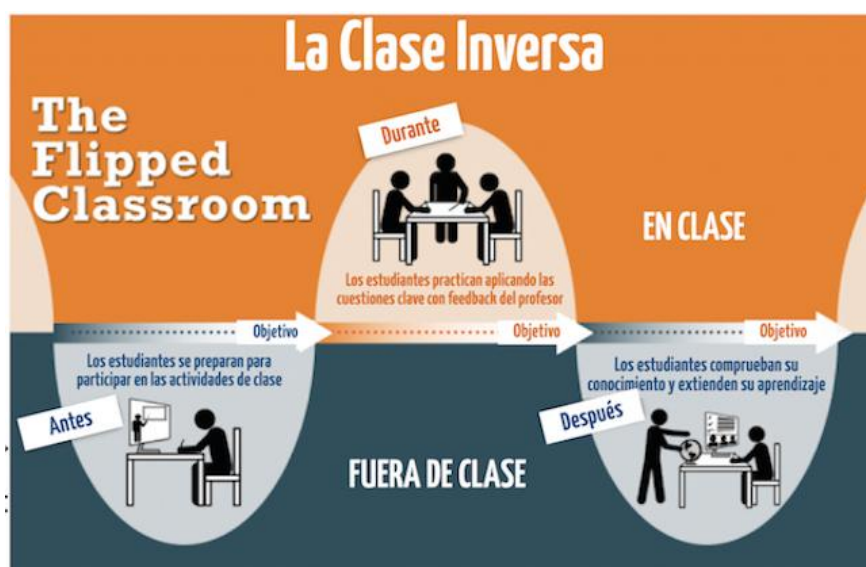 La Clase Inversa
The
Flipped
Classroom
Durante
EN CLASE
Los estudiantes practican aplicando las
cuestiones clave con feedback del profesor
Objetivo
Objetivo
Objetivo
Los estudiantes se preparan para
participar en las actividades de clase
Antes
Los estudiantes comprueban su
conocimiento y extienden su aprendizaje
Después
FUERA DE CLASE